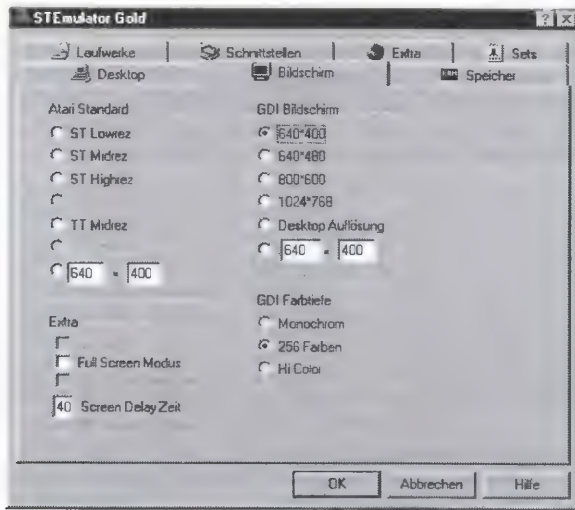 STEmulator Gold
Laufwerke
Schnittstellen
Extra
Sets
Desktop
Bildschirm
Speicher
Atari Standard
ST Lowrez
ST Midrez
ST Highrez
TT Midrez
640 * 400
Extra
Full Screen Modus
40 Screen Delay Zeit
GDI Bildschirm
640*400
640*480
800*600
1024*768
Desktop Auflösung
640 * 400
GDI Farbtiefe
Monochrom
256 Farben
Hi Color
OK
Abbrechen
Hilfe